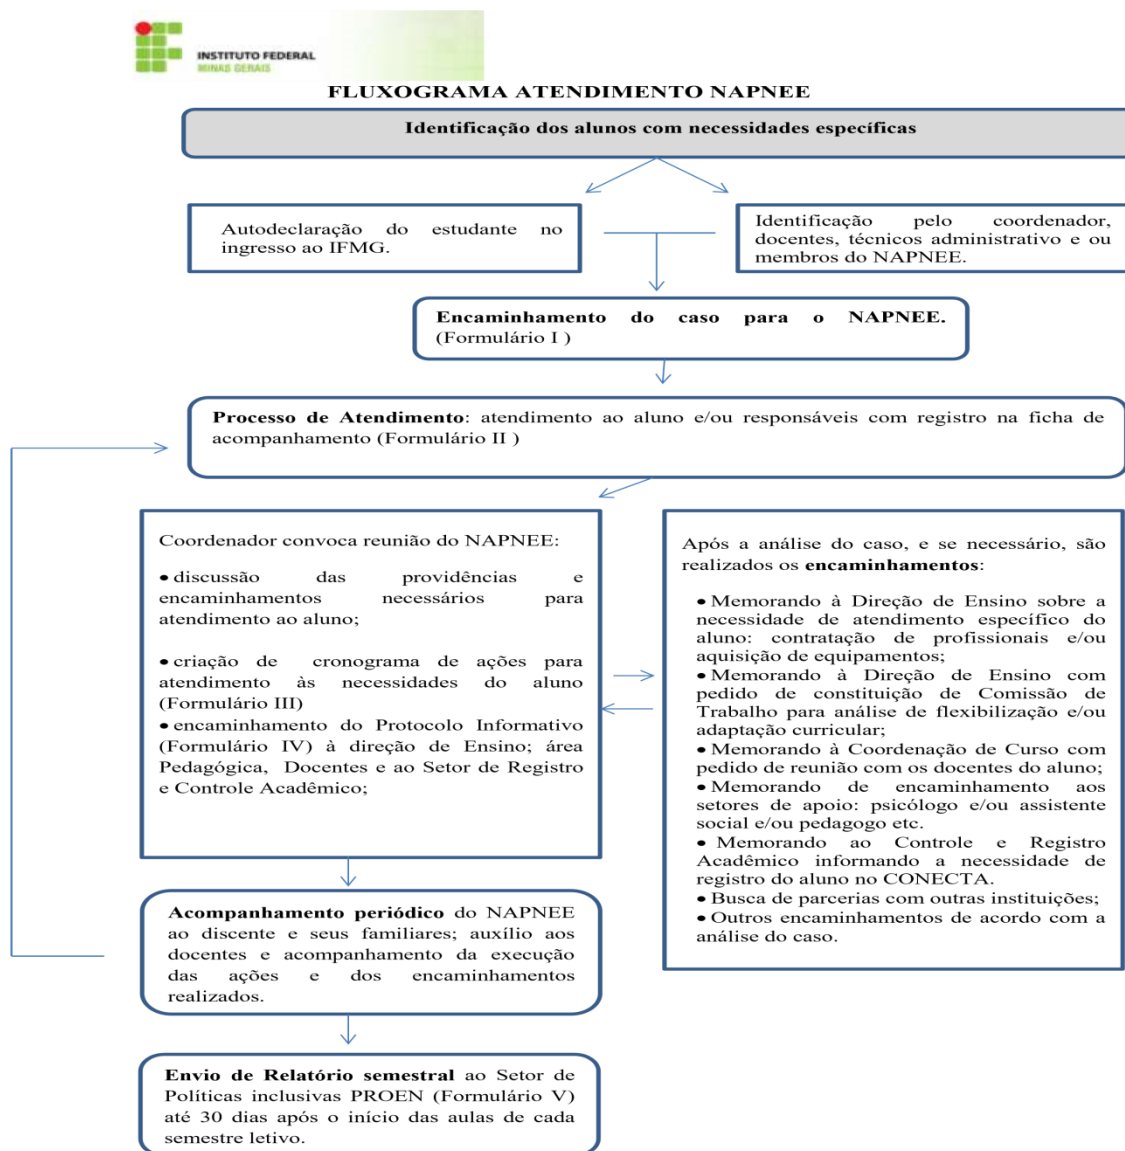 INSTITUTO FEDERAL
MINAS GERAIS
FLUXOGRAMA ATENDIMENTO NAPNEE
Identificação dos alunos com necessidades específicas
Autodeclaração do estudante no
ingresso ao IFMG.
Identificação pelo coordenador,
docentes, técnicos administrativo e ou
membros do NAPNEE.
Encaminhamento do caso para o NAPNEE.
(Formulário I )
Processo de Atendimento: atendimento ao aluno e/ou responsáveis com registro na ficha de
acompanhamento (Formulário II )
Coordenador convoca reunião do NAPNEE:
• discussão das providências e
encaminhamentos necessários para
atendimento ao aluno;
• criação de cronograma de ações para
atendimento às necessidades do aluno
(Formulário III)
• encaminhamento do Protocolo Informativo
(Formulário IV) à direção de Ensino; área
Pedagógica, Docentes e ao Setor de Registro
e Controle Acadêmico;
Após a análise do caso, e se necessário, são
realizados os encaminhamentos:
• Memorando à Direção de Ensino sobre a
necessidade de atendimento específico do
aluno: contratação de profissionais e/ou
aquisição de equipamentos;
• Memorando à Direção de Ensino com
pedido de constituição de Comissão de
Trabalho para análise de flexibilização e/ou
adaptação curricular;
• Memorando à Coordenação de Curso com
pedido de reunião com os docentes do aluno;
• Memorando de encaminhamento aos
setores de apoio: psicólogo e/ou assistente
social e/ou pedagogo etc.
• Memorando ao Controle e Registro
Acadêmico informando a necessidade de
registro do aluno no CONECTA.
• Busca de parcerias com outras instituições;
• Outros encaminhamentos de acordo com a
análise do caso.
Acompanhamento periódico do NAPNEE
ao discente e seus familiares; auxílio aos
docentes e acompanhamento da execução
das ações e dos encaminhamentos
realizados.
Envio de Relatório semestral ao Setor de
Políticas inclusivas PROEN (Formulário V)
até 30 dias após o início das aulas de cada
semestre letivo.